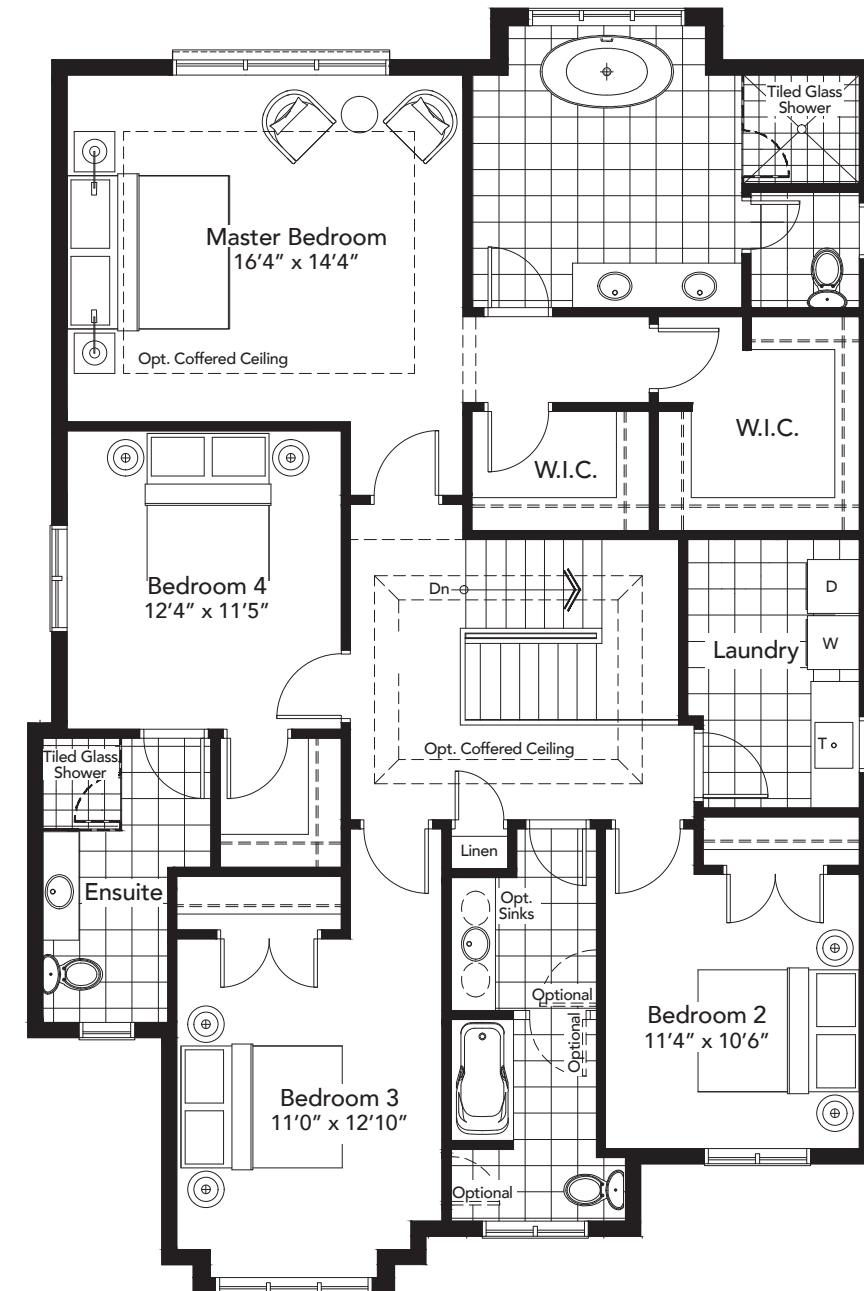 Tiled Glass
Shower
Master Bedroom
16'4" x 14'4"
Opt. Coffered Ceiling
W.I.C.
W.I.C.
Bedroom 4
12'4" x 11'5"
Dn
D
W
Laundry
T
Opt. Coffered Ceiling
Tiled Glass
Shower
Linen
Ensuite
Opt.
Sinks
Optional
Optional
Bedroom 2
11'4" x 10'6"
Bedroom 3
11'0" x 12'10"
Optional